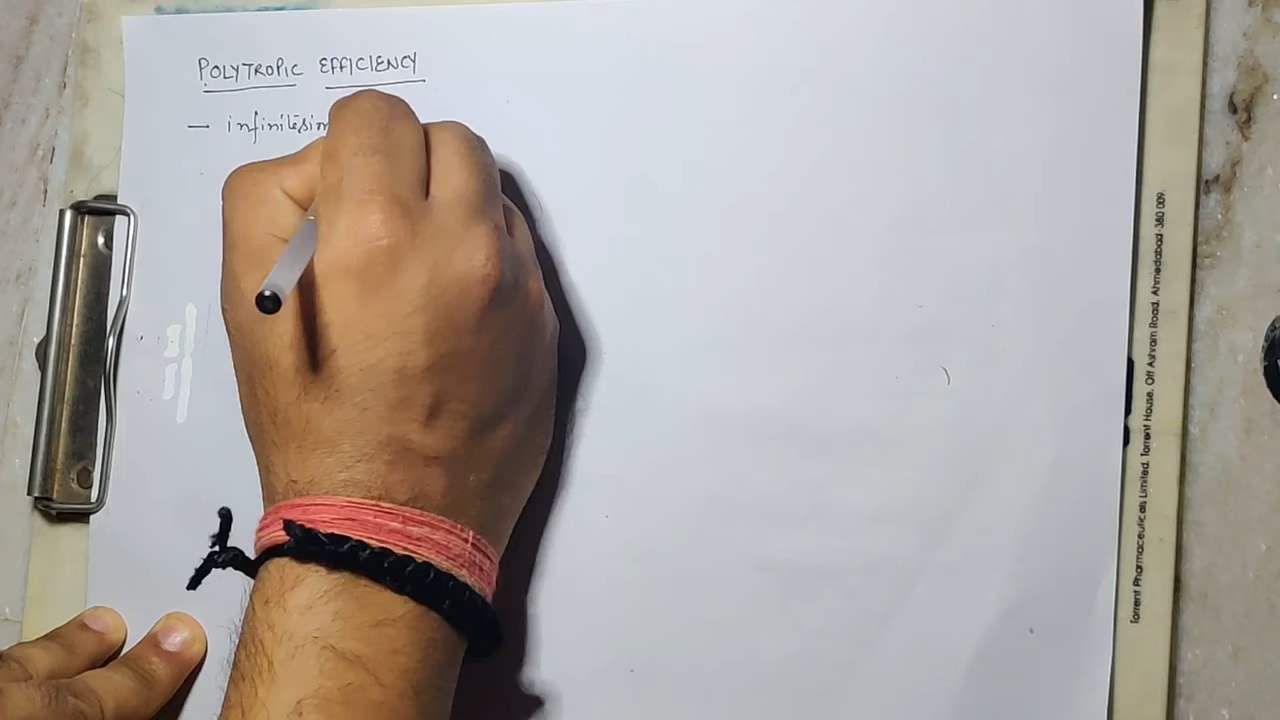 POLYTROPIC EFFICIENCY
— infinitesim
Torrent Pharmaceuticals Limited. Torrent House, Off Ashram Road, Ahmedabad-380 009.